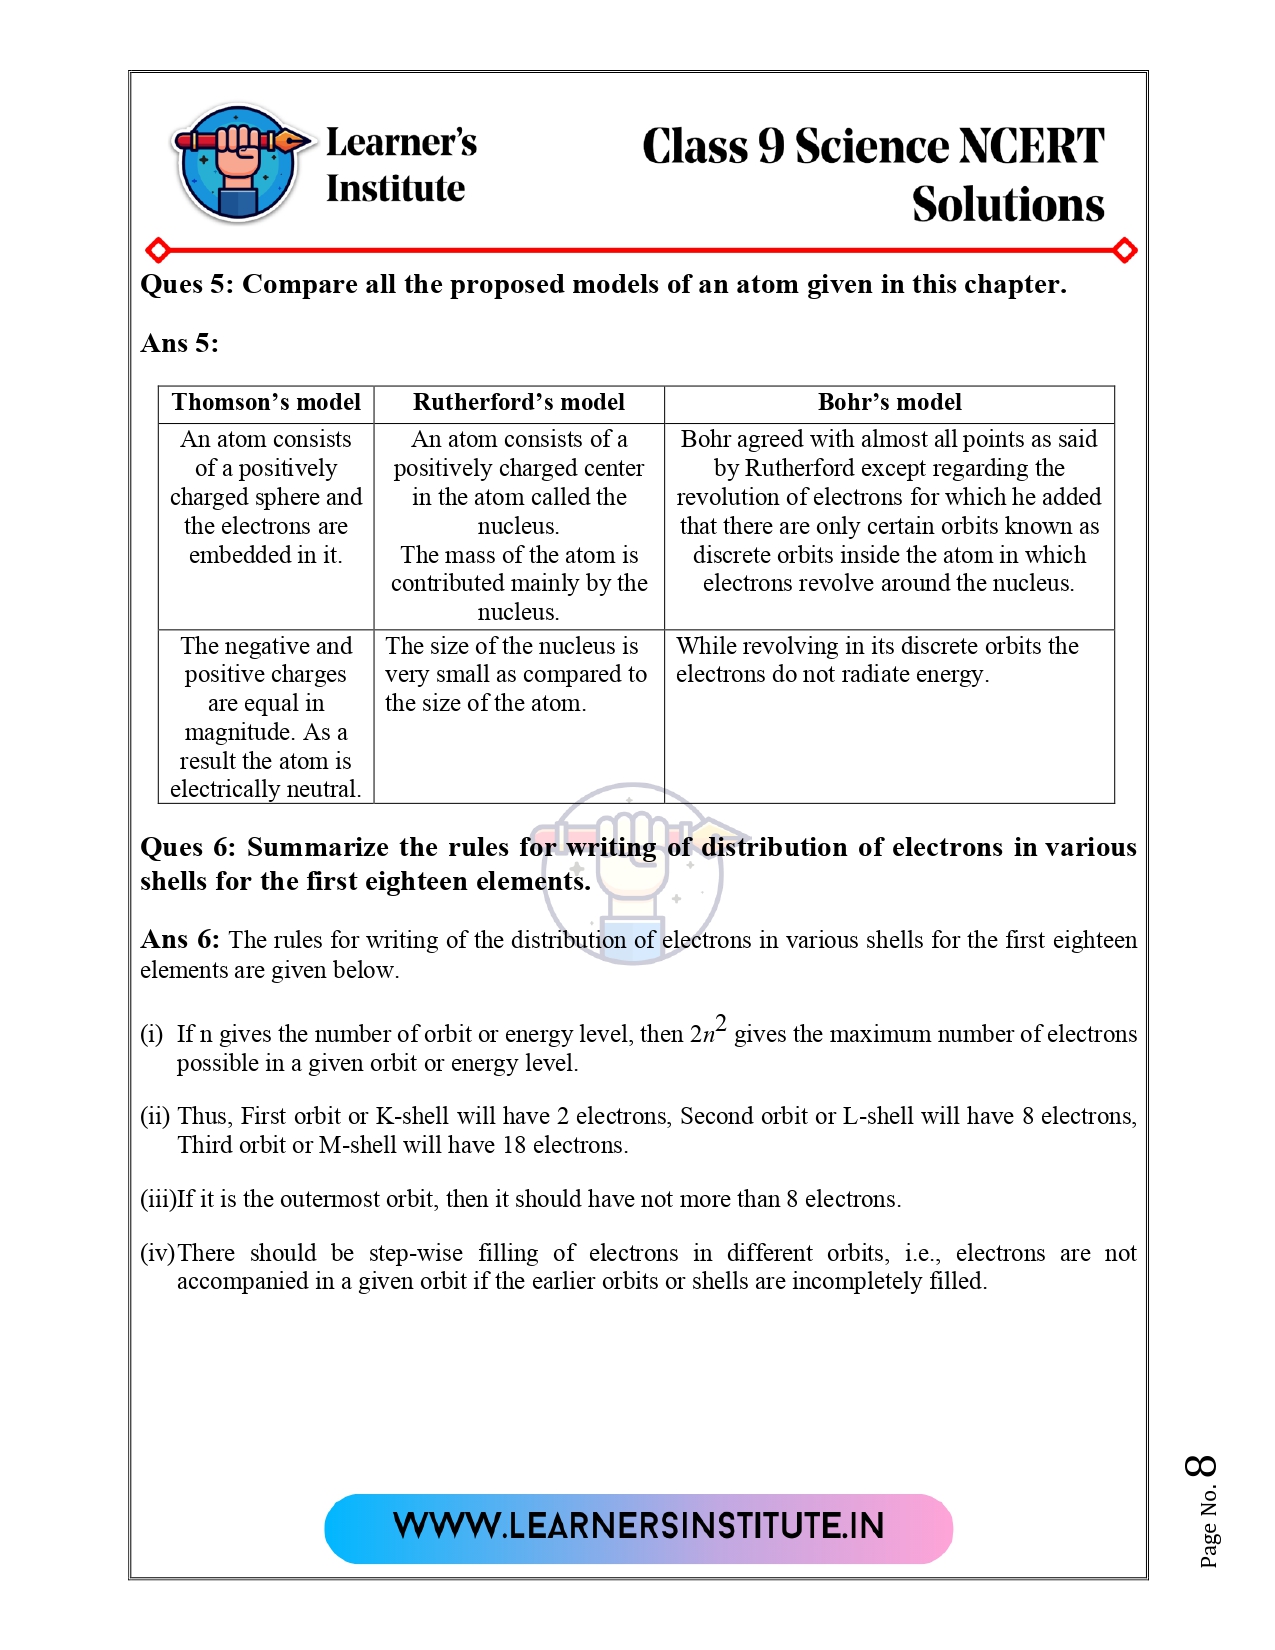 Learner's
Institute
Class 9 Science NCERT
Solutions
Ques 5: Compare all the proposed models of an atom given in this chapter.
Ans 5:
Thomson's model
Rutherford's model
Bohr's model
An atom consists
of a positively
charged sphere and
the electrons are
embedded in it.
An atom consists of a
positively charged center
in the atom called the
nucleus.
The mass of the atom is
contributed mainly by the
nucleus.
Bohr agreed with almost all points as said
by Rutherford except regarding the
revolution of electrons for which he added
that there are only certain orbits known as
discrete orbits inside the atom in which
electrons revolve around the nucleus.
The negative and
positive charges
are equal in
magnitude. As a
result the atom is
electrically neutral.
The size of the nucleus is
very small as compared to
the size of the atom.
While revolving in its discrete orbits the
electrons do not radiate energy.
Ques 6: Summarize the rules for writing of distribution of electrons in various
shells for the first eighteen elements.
Ans 6: The rules for writing of the distribution of electrons in various shells for the first eighteen
elements are given below.
(i) If n gives the number of orbit or energy level, then 2n² gives the maximum number of electrons
possible in a given orbit or energy level.
(ii) Thus, First orbit or K-shell will have 2 electrons, Second orbit or L-shell will have 8 electrons,
Third orbit or M-shell will have 18 electrons.
(iii)If it is the outermost orbit, then it should have not more than 8 electrons.
(iv)There should be step-wise filling of electrons in different orbits, i.e., electrons are not
accompanied in a given orbit if the earlier orbits or shells are incompletely filled.
WWW.LEARNERSINSTITUTE.IN
Page No. 8